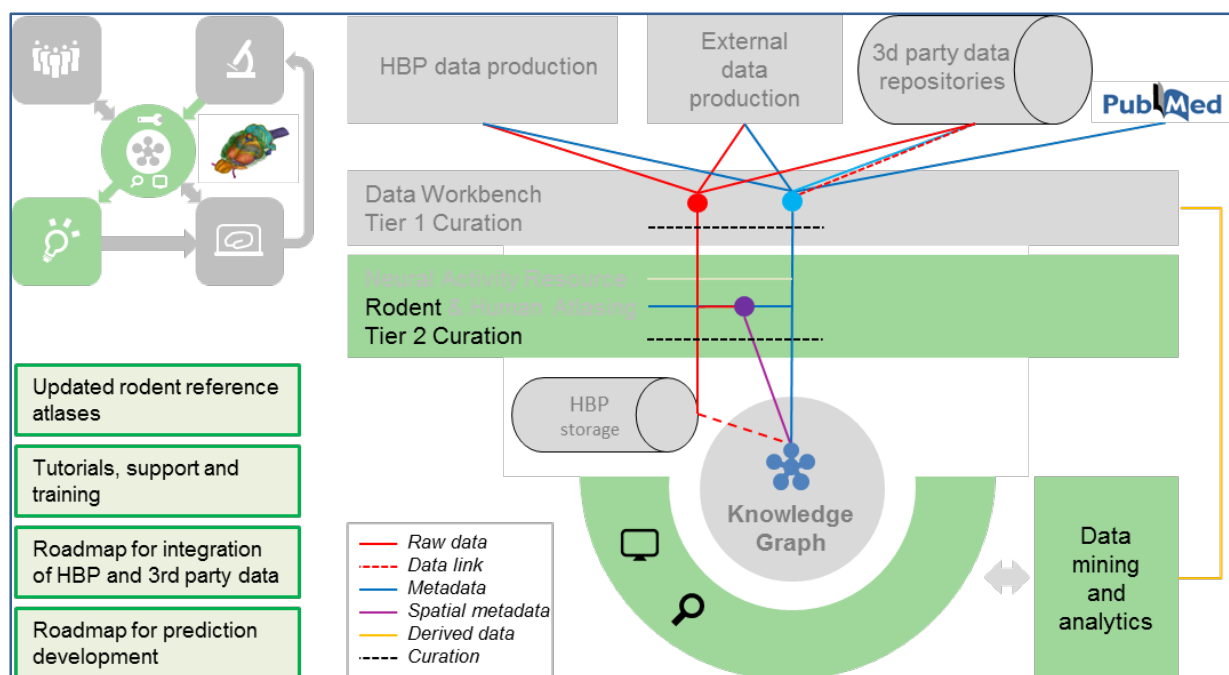 HBP data production
External
data
production
3d party data
repositories
PubMed
Data Workbench
Tier 1 Curation
Neural Activity Resource
Rodent & Human Atlasing
Tier 2 Curation
HBP
storage
Knowledge
Graph
Data
mining
and
analytics
Updated rodent reference
atlases
Tutorials, support and
training
Roadmap for integration
of HBP and 3rd party data
Roadmap for prediction
development
Raw data
Data link
Metadata
Spatial metadata
Derived data
Curation